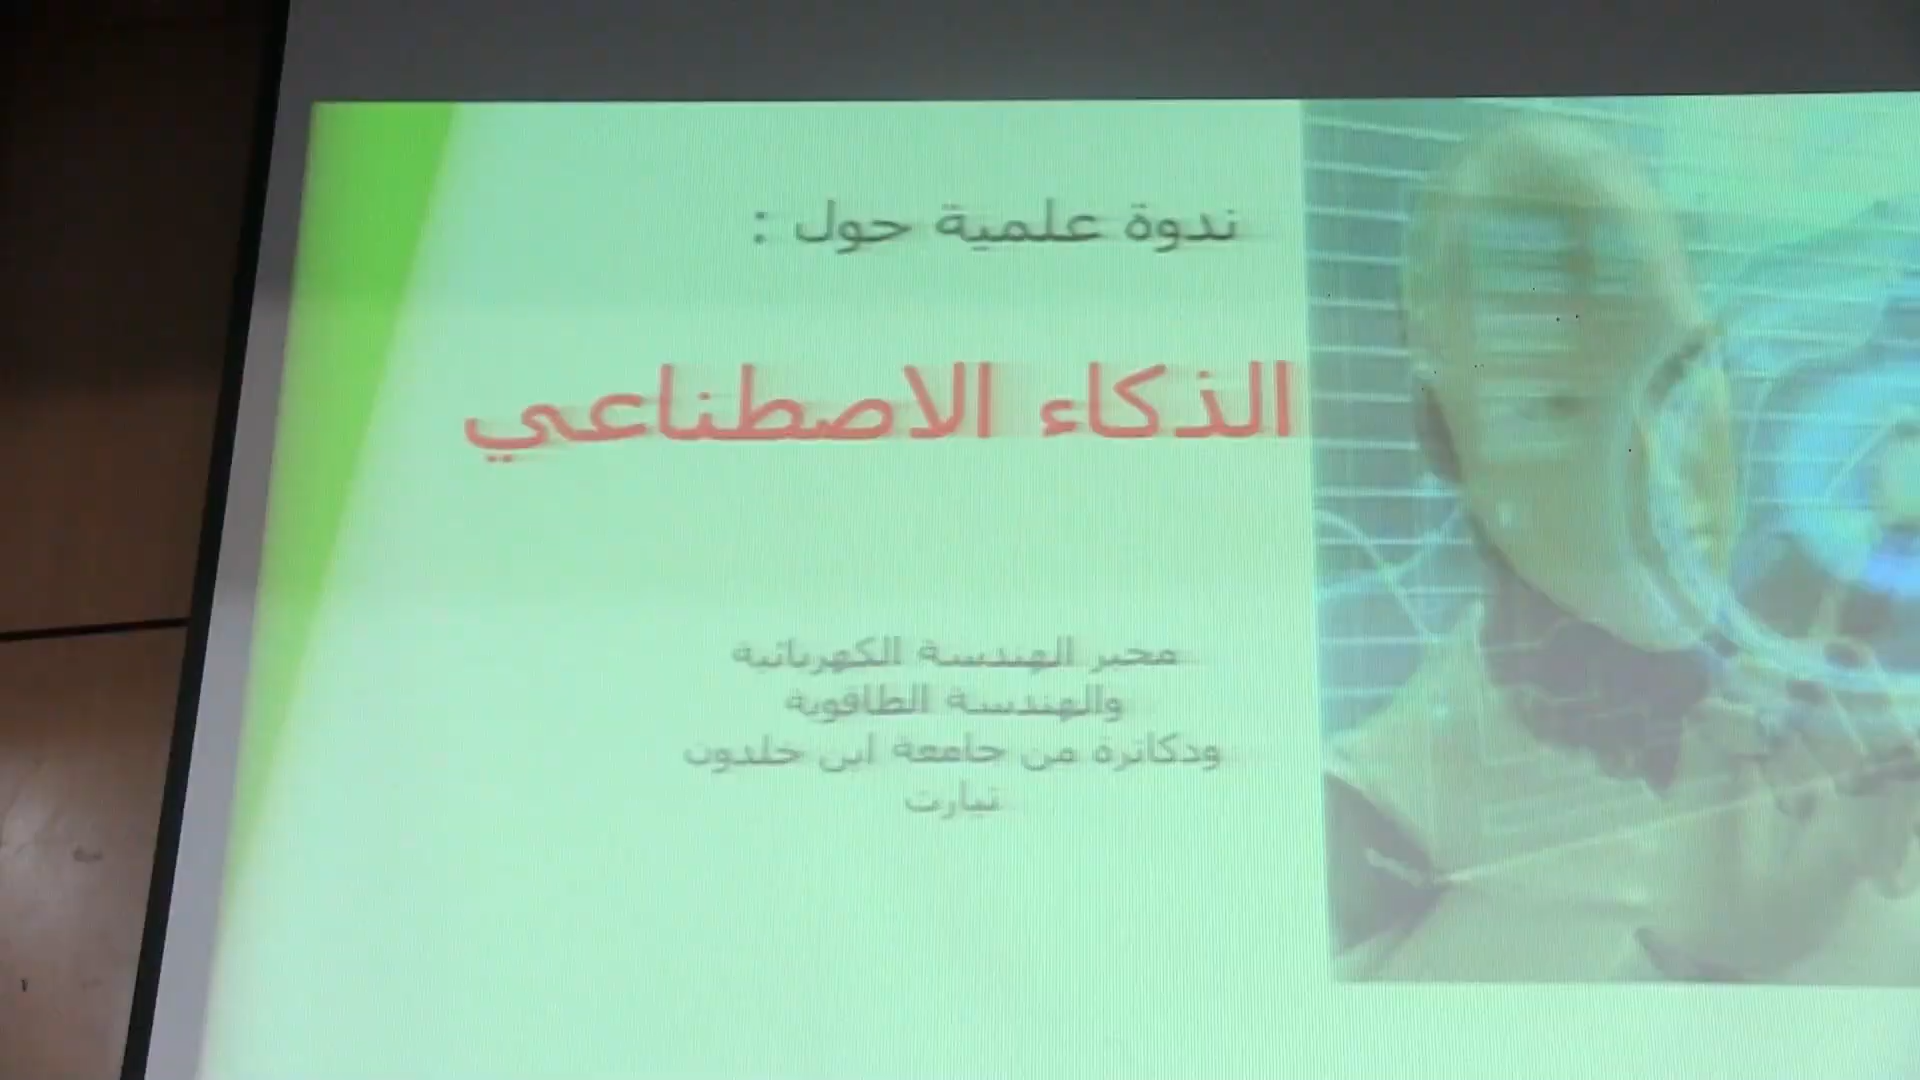 ندوة علمية حول :
الذكاء الاصطناعي
مخبر الهندسة الكهربائية
والهندسة الطاقوية
ودكاترة من جامعة ابن خلدون
تيارت